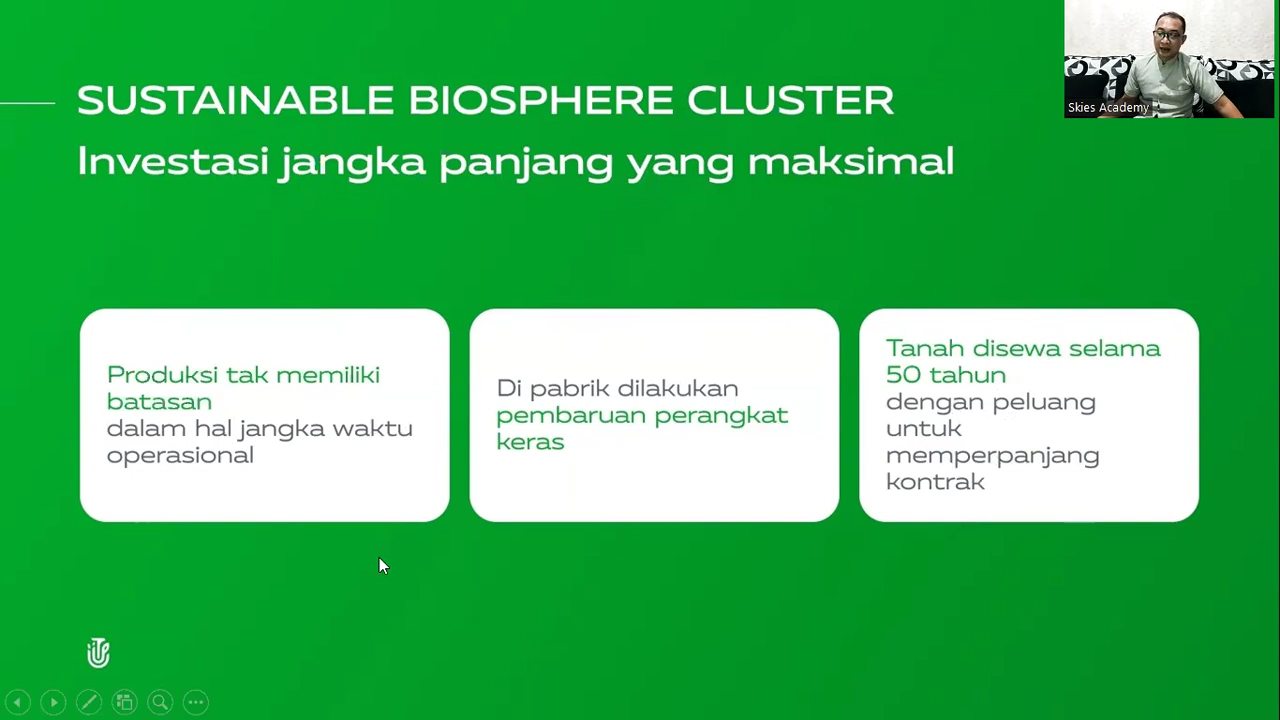 SUSTAINABLE BIOSPHERE CLUSTER
Investasi jangka panjang yang maksimal
Skies Academy
Produksi tak memiliki
batasan
dalam hal jangka waktu
operasional
Di pabrik dilakukan
pembaruan perangkat
keras
Tanah disewa selama
50 tahun
dengan peluang
untuk
memperpanjang
kontrak